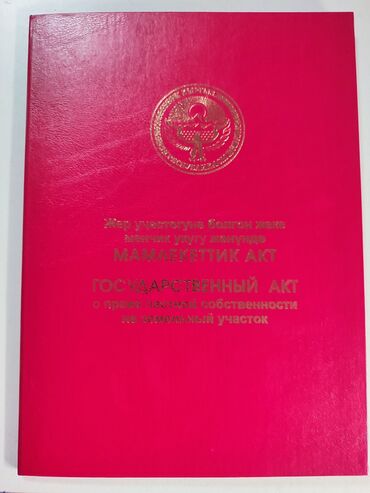 Жер участогуна болгон жеке
менчик укугу жөнүндө
МАМЛЕКЕТТИК АКТ
ГОСУДАРСТВЕННЫЙ АКТ
о праве частной собственности
на земельный участок